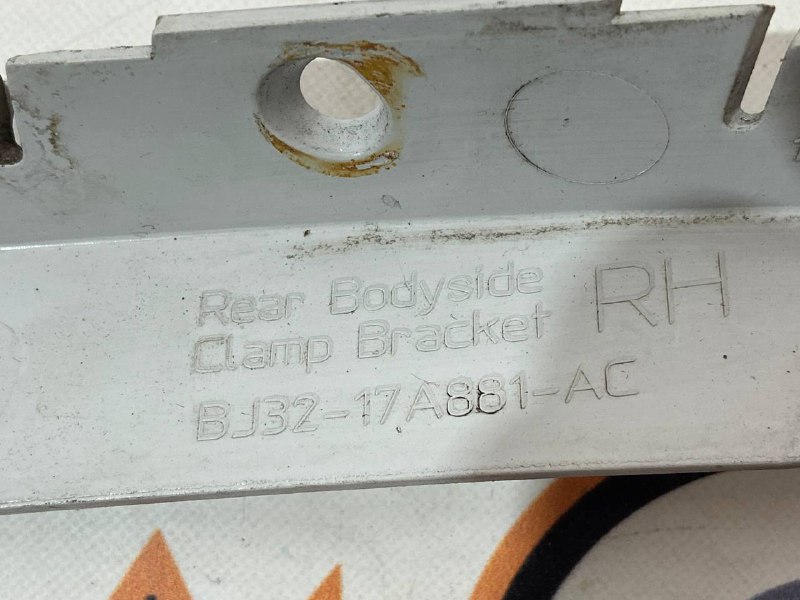 Rear Bodyside
Clamp Bracket RH
BJ32-17A881-AC